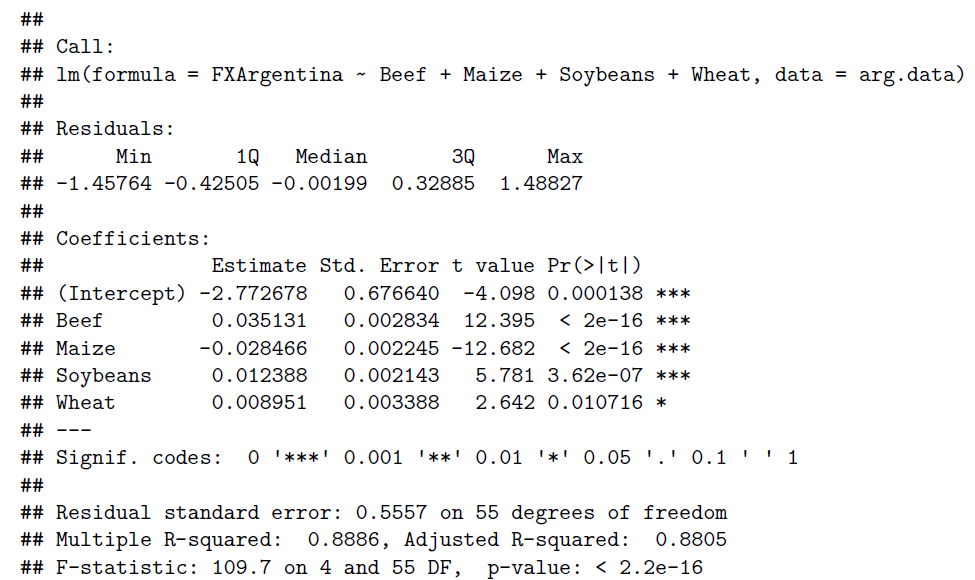 ##
## Call:
## lm(formula = FXArgentina ~ Beef + Maize + Soybeans + Wheat, data = arg.data)
##
## Residuals:
##      Min       1Q   Median       3Q      Max
## -1.45764 -0.42505 -0.00199  0.32885  1.48827
##
## Coefficients:
##              Estimate Std. Error t value Pr(>|t|)
## (Intercept) -2.772678   0.676640  -4.098 0.000138 ***
## Beef         0.035131   0.002834  12.395  < 2e-16 ***
## Maize       -0.028466   0.002245 -12.682  < 2e-16 ***
## Soybeans     0.012388   0.002143   5.781 3.62e-07 ***
## Wheat        0.008951   0.003388   2.642 0.010716 *
## ---
## Signif. codes:  0 '***' 0.001 '**' 0.01 '*' 0.05 '.' 0.1 ' ' 1
##
## Residual standard error: 0.5557 on 55 degrees of freedom
## Multiple R-squared:  0.8886, Adjusted R-squared:  0.8805
## F-statistic: 109.7 on 4 and 55 DF,  p-value: < 2.2e-16